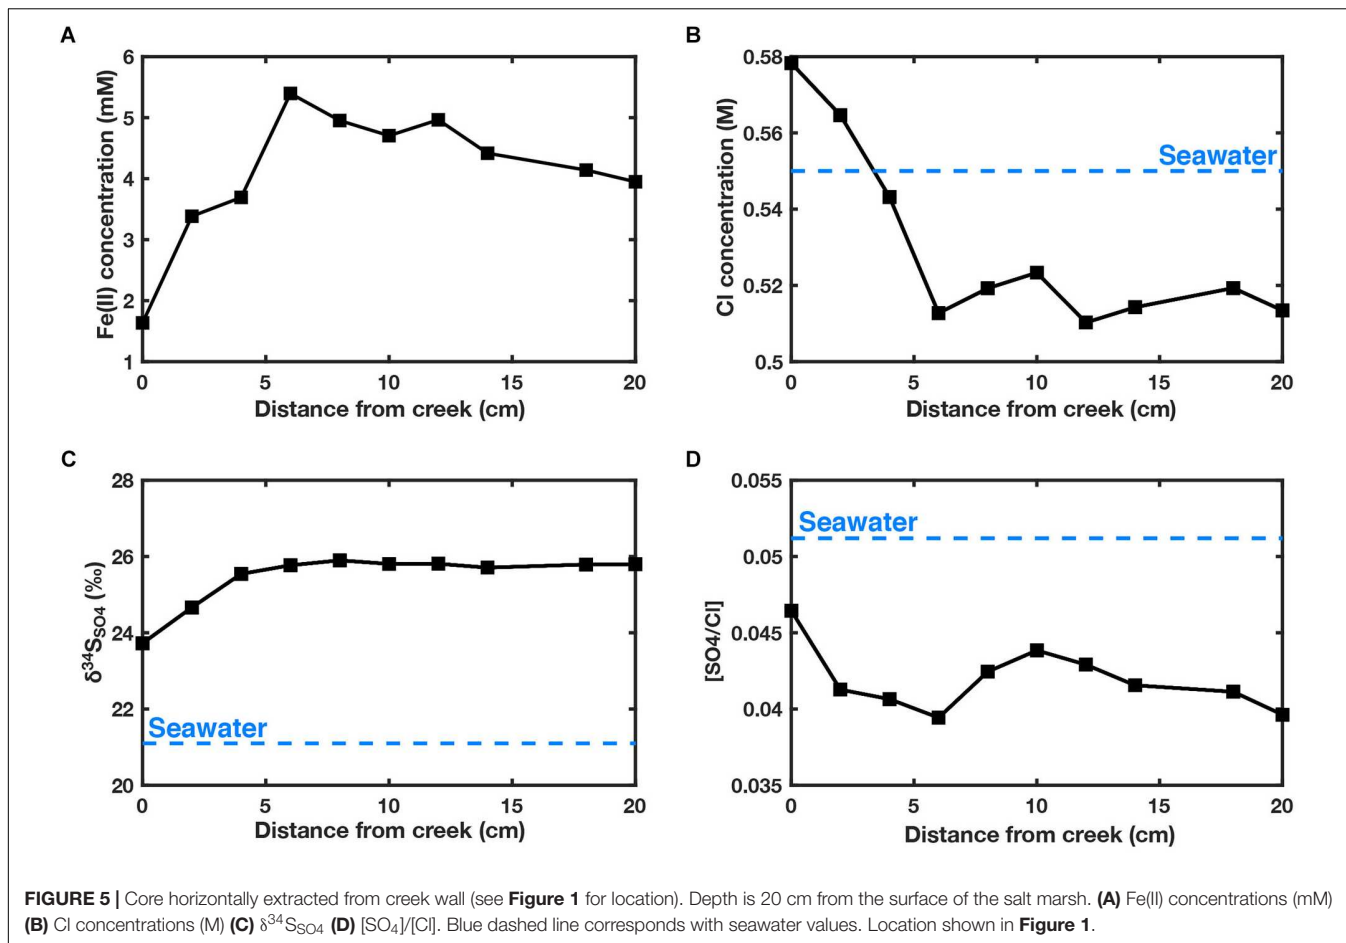 A
Fe(II) concentration (mM)
6
5
4
3
2
1
0 5 10 15 20
Distance from creek (cm)
B
Cl concentration (M)
0.58
0.56
0.54
0.52
0.5
Seawater
0 5 10 15 20
Distance from creek (cm)
C
δ³⁴S_SO4 (‰)
28
26
24
22
20
Seawater
0 5 10 15 20
Distance from creek (cm)
D
[SO4/Cl]
0.055
0.05
0.045
0.04
0.035
Seawater
0 5 10 15 20
Distance from creek (cm)
FIGURE 5 | Core horizontally extracted from creek wall (see Figure 1 for location). Depth is 20 cm from the surface of the salt marsh. (A) Fe(II) concentrations (mM)
(B) Cl concentrations (M) (C) δ³⁴S_SO4 (D) [SO₄]/[Cl]. Blue dashed line corresponds with seawater values. Location shown in Figure 1.